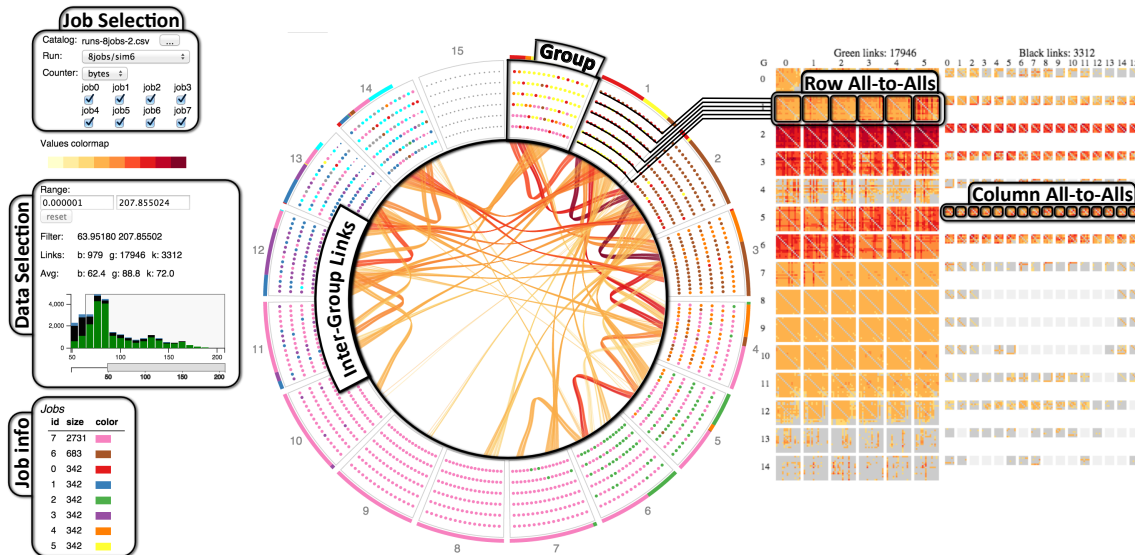 Job Selection
Catalog: runs-8jobs-2.csv ...
Run: 8jobs/sim6
Counter: bytes
job0 job1 job2 job3
job4 job5 job6 job7
Values colormap
Data Selection
Range:
0.000001 207.855024
reset
Filter: 63.95180 207.85502
Links: b: 979 g: 17946 k: 3312
Avg: b: 62.4 g: 88.8 k: 72.0
4,000
2,000
0
50 100 150 200
50 100 150 200
Job info
Jobs
id size color
7 2731
6 683
0 342
1 342
2 342
3 342
4 342
5 342
Group
Inter-Group Links
15
1
2
3
4
5
6
7
8
9
10
11
12
13
14
Green links: 17946
Black links: 3312
G 0 1 2 3 4 5
0 1 2 3 4 5 6 7 8 9 10 11 12 13 14
Row All-to-Alls
Column All-to-Alls
0
2
3
4
5
6
7
8
9
10
11
12
13
14